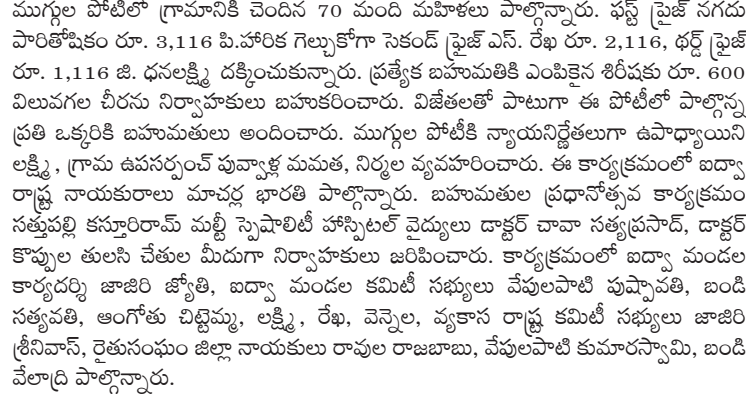 ముగ్గుల పోటీలో గ్రామానికి చెందిన 70 మంది మహిళలు పాల్గొన్నారు. ఫస్ట్ ప్రైజ్ నగదు
పారితోషికం రూ. 3,116 పి.హారిక గెల్చుకోగా సెకండ్ ఫ్రైజ్ ఎస్. రేఖ రూ. 2,116, థర్డ్ ఫ్రైజ్
రూ. 1,116 జి. ధనలక్ష్మి దక్కించుకున్నారు. ప్రత్యేక బహుమతికి ఎంపికైన శిరీషకు రూ. 600
విలువగల చీరను నిర్వాహకులు బహుకరించారు. విజేతలతో పాటుగా ఈ పోటీలో పాల్గొన్న
ప్రతి ఒక్కరికి బహుమతులు అందించారు. ముగ్గుల పోటీకి న్యాయనిర్ణేతలుగా ఉపాధ్యాయిని
లక్ష్మి, గ్రామ ఉపసర్పంచ్ పువ్వాళ్ల మమత, నిర్మల వ్యవహరించారు. ఈ కార్యక్రమంలో ఐద్వా
రాష్ట్ర నాయకురాలు మాచర్ల భారతి పాల్గొన్నారు. బహుమతుల ప్రధానోత్సవ కార్యక్రమం
సత్తుపల్లి కస్తూరిరామ్ మల్టీ స్పెషాలిటీ హాస్పిటల్ వైద్యులు డాక్టర్ చావా సత్యప్రసాద్, డాక్టర్
కొప్పుల తులసి చేతుల మీదుగా నిర్వాహకులు జరిపించారు. కార్యక్రమంలో ఐద్వా మండల
కార్యదర్శి జాజిరి జ్యోతి, ఐద్వా మండల కమిటీ సభ్యులు వేపులపాటి పుష్పావతి, బండి
సత్యవతి, ఆంగోతు చిట్టెమ్మ, లక్ష్మి, రేఖ, వెన్నెల, వ్యకాస రాష్ట్ర కమిటీ సభ్యులు జాజిరి
శ్రీనివాస్, రైతుసంఘం జిల్లా నాయకులు రావుల రాజబాబు, వేపులపాటి కుమారస్వామి, బండి
వేలాద్రి పాల్గొన్నారు.